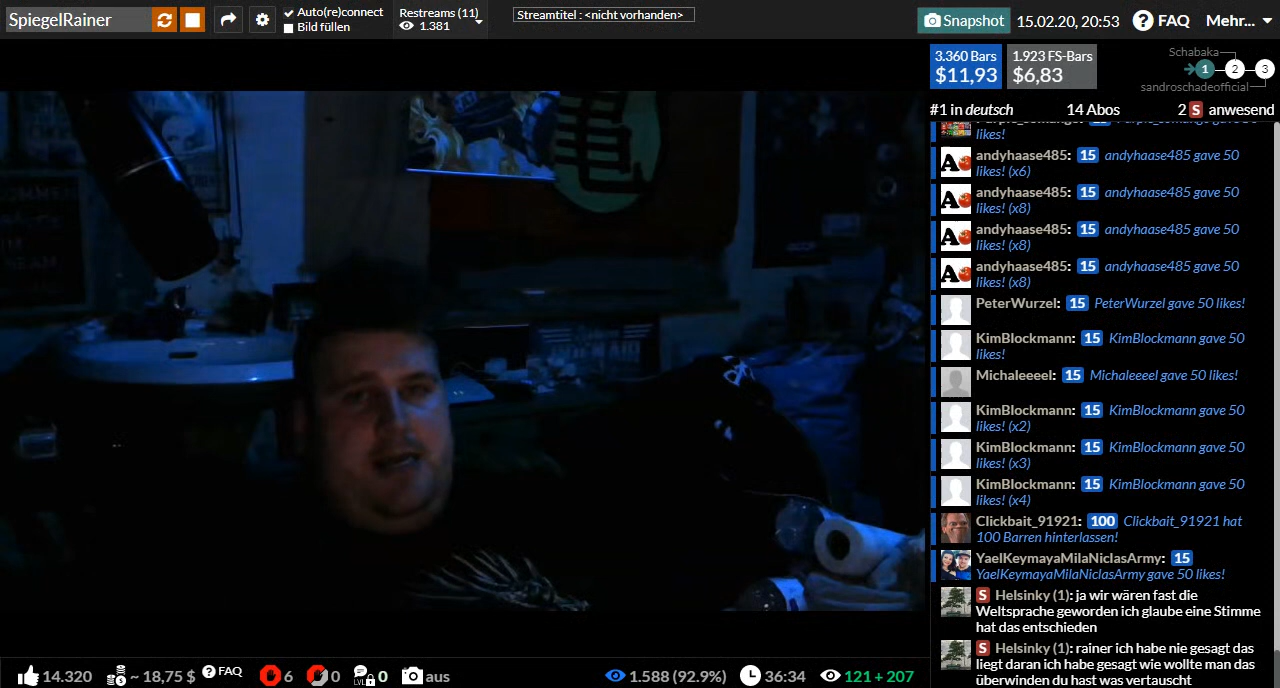 SpiegelRainer
Auto(re)connect
Bild füllen
Restreams (11)
1.381
Streamtitel : <nicht vorhanden>
Snapshot
15.02.20, 20:53
FAQ
Mehr...
3.360 Bars
$11,93
1.923 FS-Bars
$6,83
Schabaka
1 2 3
sandroschadeofficial
#1 in deutsch 14 Abos 2 S anwesend
likes!
andyhaase485: 15 andyhaase485 gave 50
likes! (x6)
andyhaase485: 15 andyhaase485 gave 50
likes! (x8)
andyhaase485: 15 andyhaase485 gave 50
likes! (x8)
andyhaase485: 15 andyhaase485 gave 50
likes! (x8)
PeterWurzel: 15 PeterWurzel gave 50 likes!
KimBlockmann: 15 KimBlockmann gave 50
likes!
Michaleeeel: 15 Michaleeeel gave 50 likes!
KimBlockmann: 15 KimBlockmann gave 50
likes! (x2)
KimBlockmann: 15 KimBlockmann gave 50
likes! (x3)
KimBlockmann: 15 KimBlockmann gave 50
likes! (x4)
Clickbait_91921: 100 Clickbait_91921 hat
100 Barren hinterlassen!
YaelKeymayaMilaNiclasArmy: 15
YaelKeymayaMilaNiclasArmy gave 50 likes!
S Helsinky (1): ja wir wären fast die
Weltsprache geworden ich glaube eine Stimme
hat das entschieden
S Helsinky (1): rainer ich habe nie gesagt das
liegt daran ich habe gesagt wie wollte man das
überwinden du hast was vertauscht
14.320 ~ 18,75 $ FAQ 6 0 LVL 0 aus 1.588 (92.9%) 36:34 121 + 207